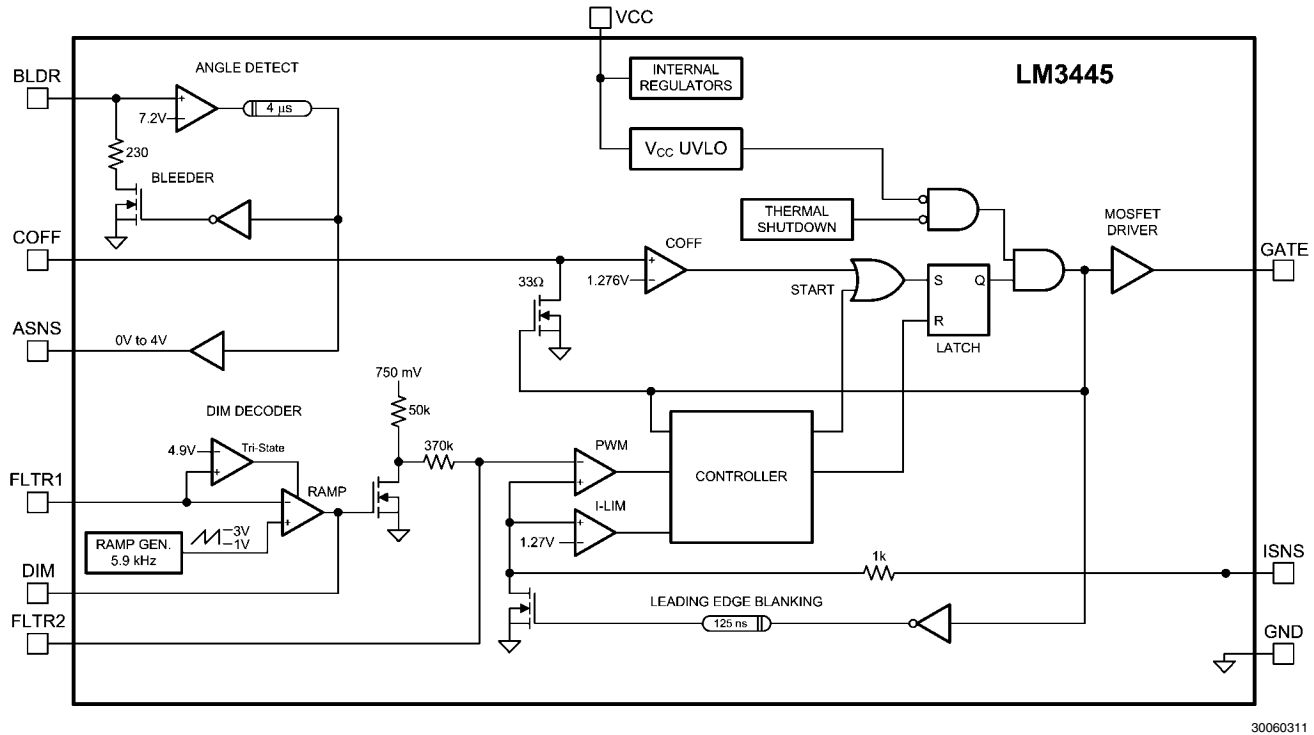 VCC
LM3445
INTERNAL
REGULATORS
BLDR
ANGLE DETECT
+
7.2V
−
4 µs
230
BLEEDER
VCC UVLO
THERMAL
SHUTDOWN
MOSFET
DRIVER
GATE
COFF
COFF
+
1.276V
−
33Ω
START
S
Q
R
LATCH
ASNS
0V to 4V
750 mV
50k
DIM DECODER
370k
4.9V
−
+
Tri-State
FLTR1
RAMP
−
+
RAMP GEN.
5.9 kHz
3V
1V
PWM
−
+
I-LIM
+
1.27V
−
CONTROLLER
DIM
FLTR2
1k
ISNS
LEADING EDGE BLANKING
125 ns
GND
30060311